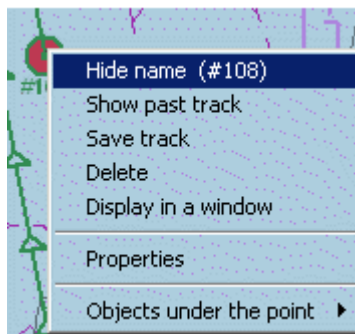 Hide name (#108)
Show past track
Save track
Delete
Display in a window
Properties
Objects under the point